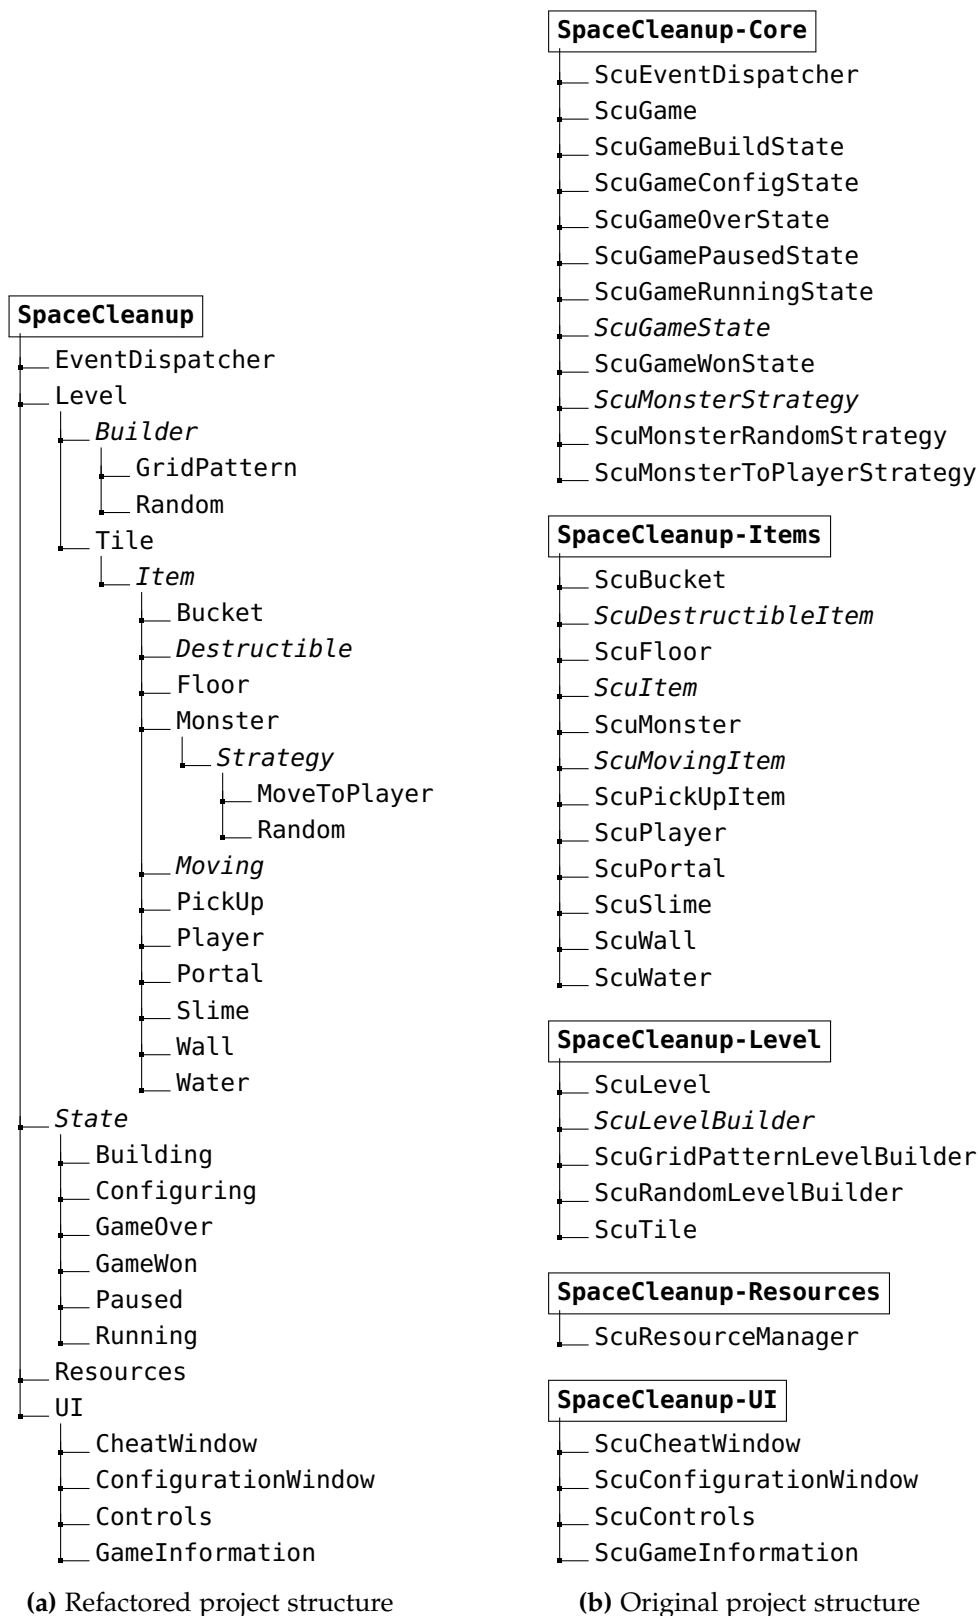 SpaceCleanup
EventDispatcher
Level
Builder
GridPattern
Random
Tile
Item
Bucket
Destructible
Floor
Monster
Strategy
MoveToPlayer
Random
Moving
PickUp
Player
Portal
Slime
Wall
Water
State
Building
Configuring
GameOver
GameWon
Paused
Running
Resources
UI
CheatWindow
ConfigurationWindow
Controls
GameInformation
(a) Refactored project structure
SpaceCleanup-Core
ScuEventDispatcher
ScuGame
ScuGameBuildState
ScuGameConfigState
ScuGameOverState
ScuGamePausedState
ScuGameRunningState
ScuGameState
ScuGameWonState
ScuMonsterStrategy
ScuMonsterRandomStrategy
ScuMonsterToPlayerStrategy
SpaceCleanup-Items
ScuBucket
ScuDestructibleItem
ScuFloor
ScuItem
ScuMonster
ScuMovingItem
ScuPickUpItem
ScuPlayer
ScuPortal
ScuSlime
ScuWall
ScuWater
SpaceCleanup-Level
ScuLevel
ScuLevelBuilder
ScuGridPatternLevelBuilder
ScuRandomLevelBuilder
ScuTile
SpaceCleanup-Resources
ScuResourceManager
SpaceCleanup-UI
ScuCheatWindow
ScuConfigurationWindow
ScuControls
ScuGameInformation
(b) Original project structure